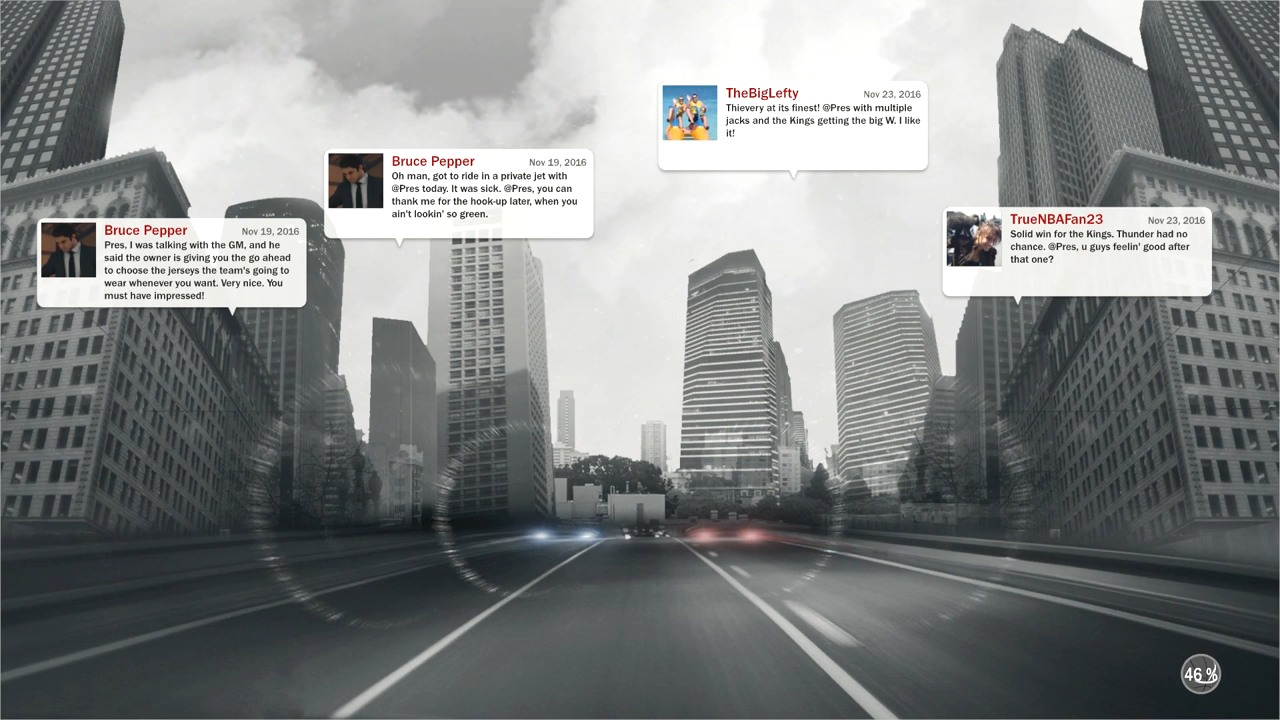 Bruce Pepper Nov 19, 2016
Pres, I was talking with the GM, and he
said the owner is giving you the go ahead
to choose the jerseys the team's going to
wear whenever you want. Very nice. You
must have impressed!
Bruce Pepper Nov 19, 2016
Oh man, got to ride in a private jet with
@Pres today. It was sick. @Pres, you can
thank me for the hook-up later, when you
ain't lookin' so green.
TheBigLefty Nov 23, 2016
Thievery at its finest! @Pres with multiple
jacks and the Kings getting the big W. I like
it!
TrueNBAFan23 Nov 23, 2016
Solid win for the Kings. Thunder had no
chance. @Pres, u guys feelin' good after
that one?
46 %